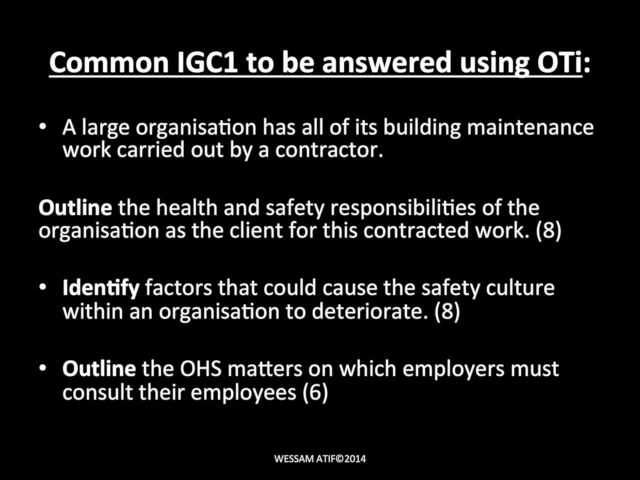 Common IGC1 to be answered using OTi:
• A large organisation has all of its building maintenance
work carried out by a contractor.
Outline the health and safety responsibilities of the
organisation as the client for this contracted work. (8)
• Identify factors that could cause the safety culture
within an organisation to deteriorate. (8)
• Outline the OHS matters on which employers must
consult their employees (6)
WESSAM ATIF©2014